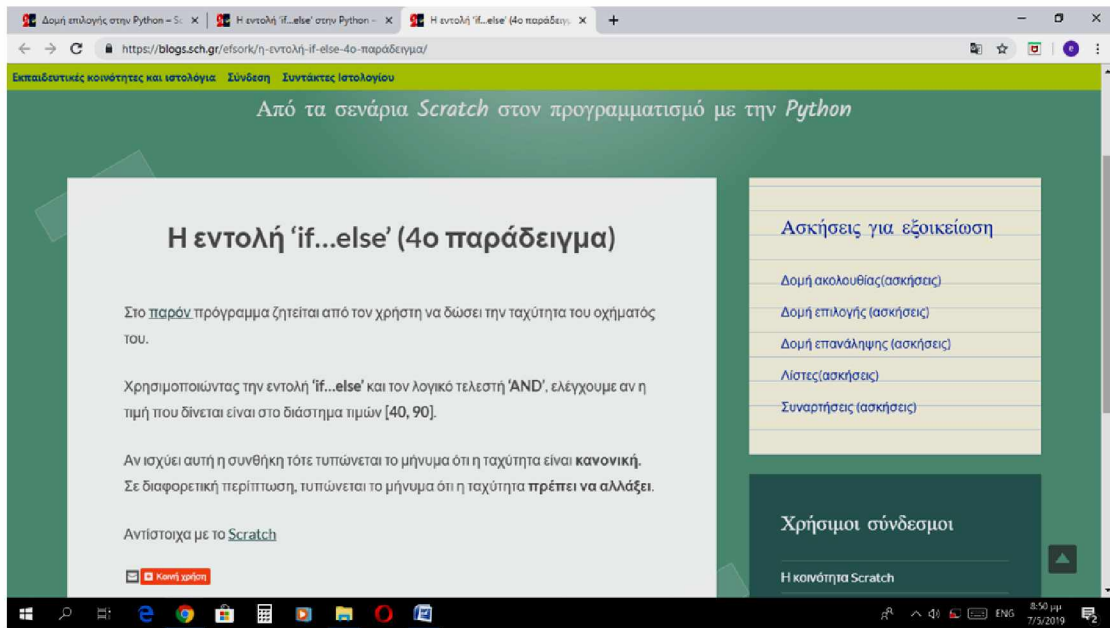 Δομή επιλογής στην Python – Sc
Η εντολή 'if...else' στην Python –
Η εντολή 'if...else' (4ο παράδειγμα
https://blogs.sch.gr/efsork/η-εντολή-if-else-4ο-παράδειγμα/
Εκπαιδευτικές κοινότητες και ιστολόγια Σύνδεση Συντάκτες Ιστολογίου
Από τα σενάρια Scratch στον προγραμματισμό με την Python
Η εντολή ‘if…else’ (4ο παράδειγμα)
Στο παρόν πρόγραμμα ζητείται από τον χρήστη να δώσει την ταχύτητα του οχήματός
του.
Χρησιμοποιώντας την εντολή ‘if…else’ και τον λογικό τελεστή ‘AND’, ελέγχουμε αν η
τιμή που δίνεται είναι στο διάστημα τιμών [40, 90].
Αν ισχύει αυτή η συνθήκη τότε τυπώνεται το μήνυμα ότι η ταχύτητα είναι κανονική.
Σε διαφορετική περίπτωση, τυπώνεται το μήνυμα ότι η ταχύτητα πρέπει να αλλάξει.
Αντίστοιχα με το Scratch
Κοινή χρήση
Ασκήσεις για εξοικείωση
Δομή ακολουθίας(ασκήσεις)
Δομή επιλογής (ασκήσεις)
Δομή επανάληψης (ασκήσεις)
Λίστες(ασκήσεις)
Συναρτήσεις (ασκήσεις)
Χρήσιμοι σύνδεσμοι
Η κοινότητα Scratch
ENG
8:50 μμ
7/5/2019